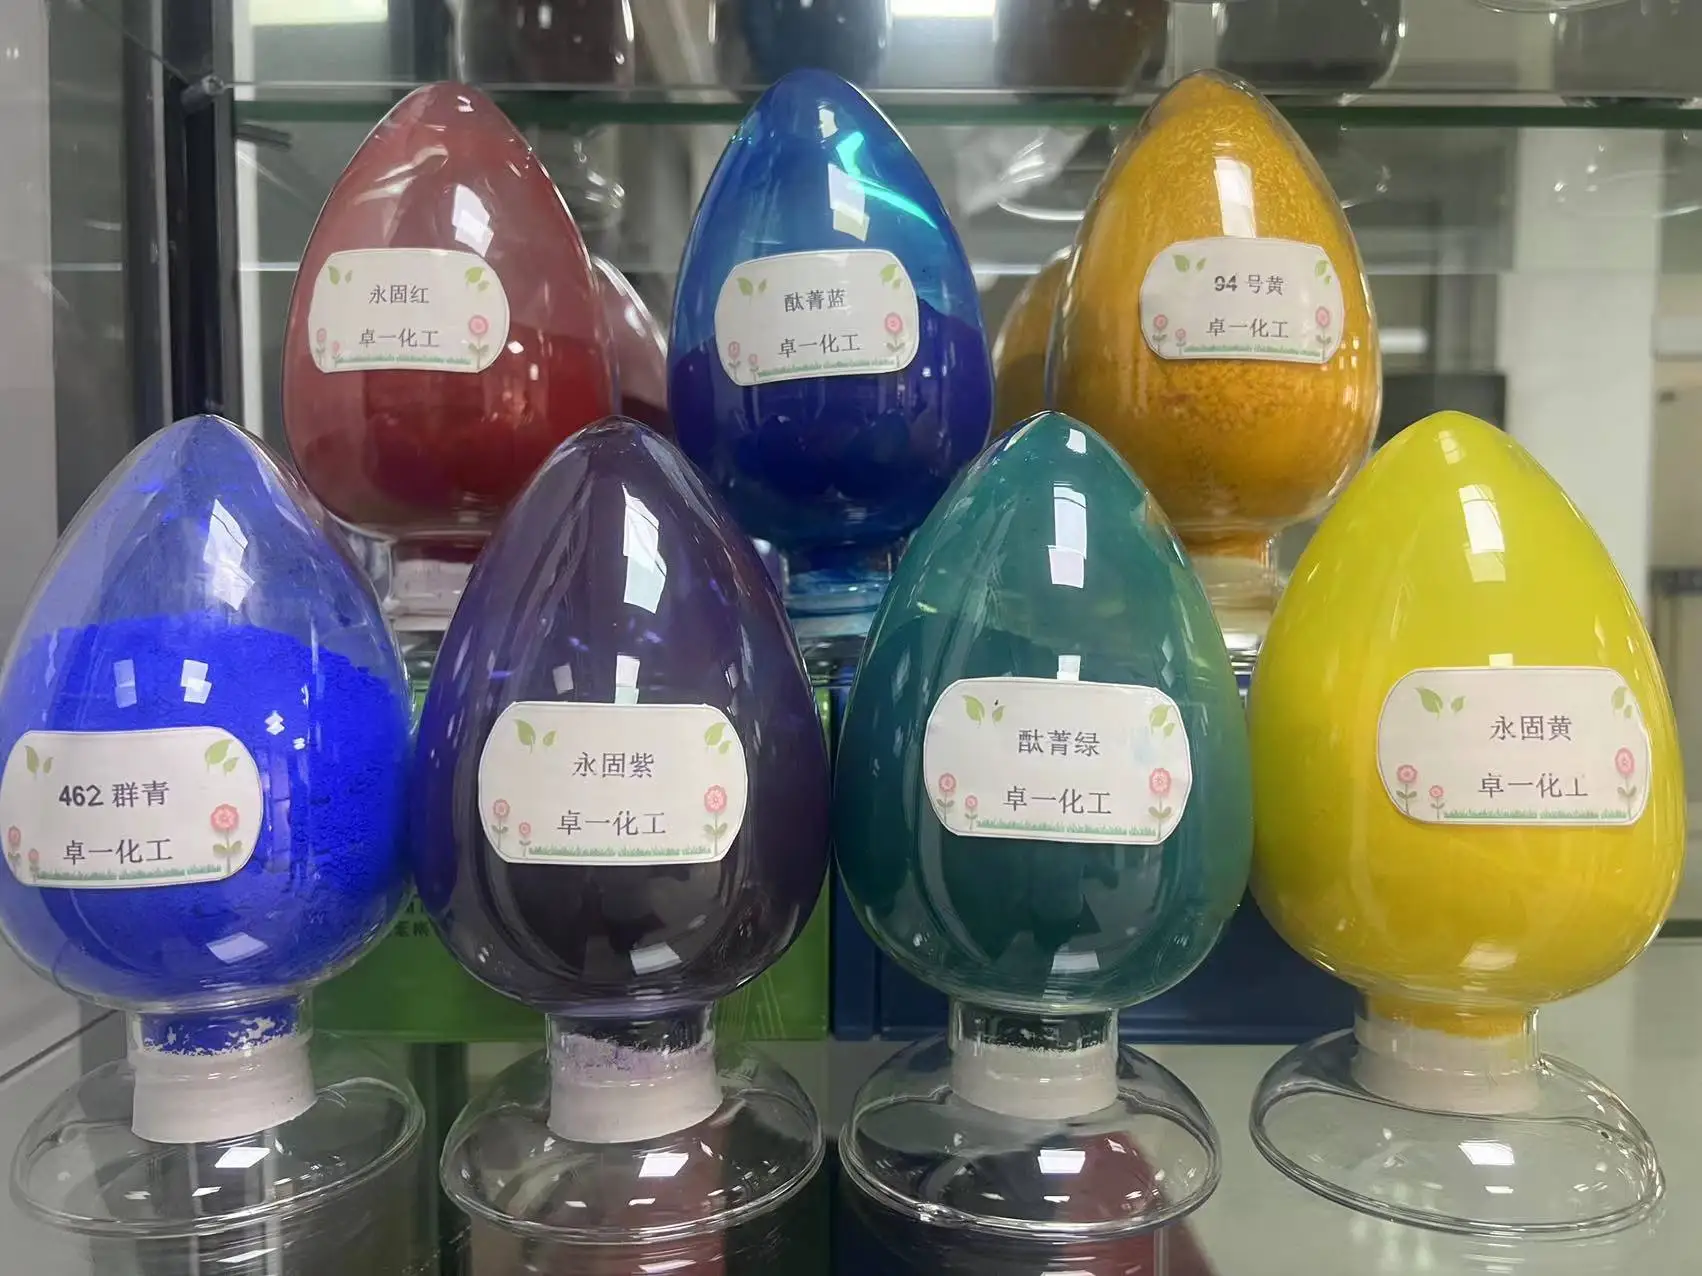 永固红
卓一化工
酞菁蓝
卓一化工
94 号黄
卓一化工
462 群青
卓一化工
永固紫
卓一化工
酞菁绿
卓一化工
永固黄
卓一化工